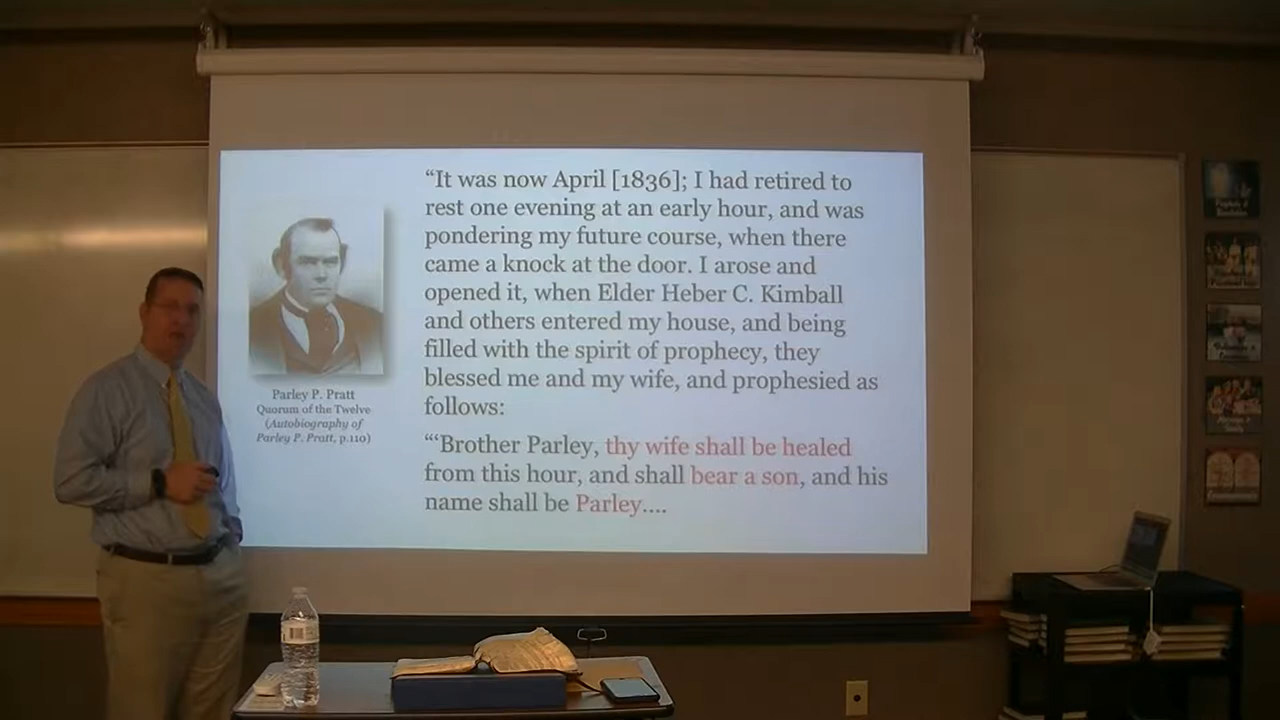 “It was now April [1836]; I had retired to
rest one evening at an early hour, and was
pondering my future course, when there
came a knock at the door. I arose and
opened it, when Elder Heber C. Kimball
and others entered my house, and being
filled with the spirit of prophecy, they
blessed me and my wife, and prophesied as
follows:
“‘Brother Parley, thy wife shall be healed
from this hour, and shall bear a son, and his
name shall be Parley....
Parley P. Pratt
Quorum of the Twelve
(Autobiography of
Parley P. Pratt, p.110)